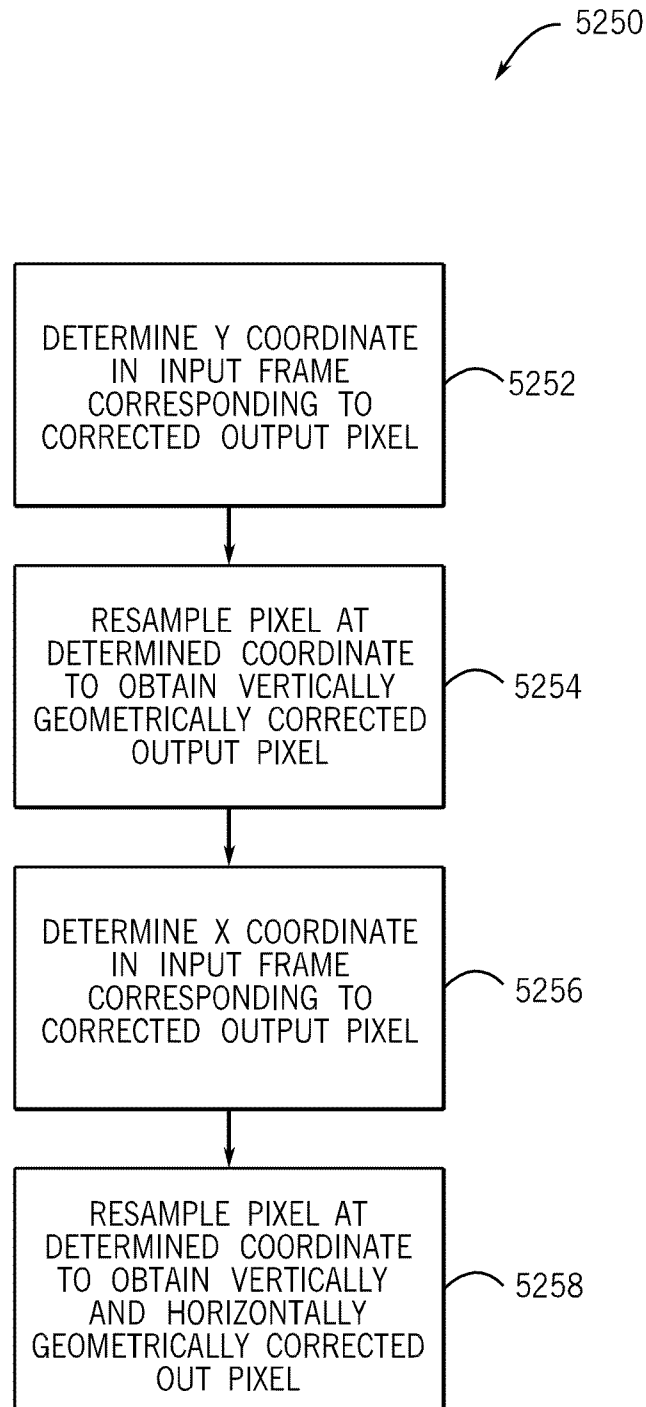 5250
DETERMINE Y COORDINATE
IN INPUT FRAME
CORRESPONDING TO
CORRECTED OUTPUT PIXEL
5252
RESAMPLE PIXEL AT
DETERMINED COORDINATE
TO OBTAIN VERTICALLY
GEOMETRICALLY CORRECTED
OUTPUT PIXEL
5254
DETERMINE X COORDINATE
IN INPUT FRAME
CORRESPONDING TO
CORRECTED OUTPUT PIXEL
5256
RESAMPLE PIXEL AT
DETERMINED COORDINATE
TO OBTAIN VERTICALLY
AND HORIZONTALLY
GEOMETRICALLY CORRECTED
OUT PIXEL
5258